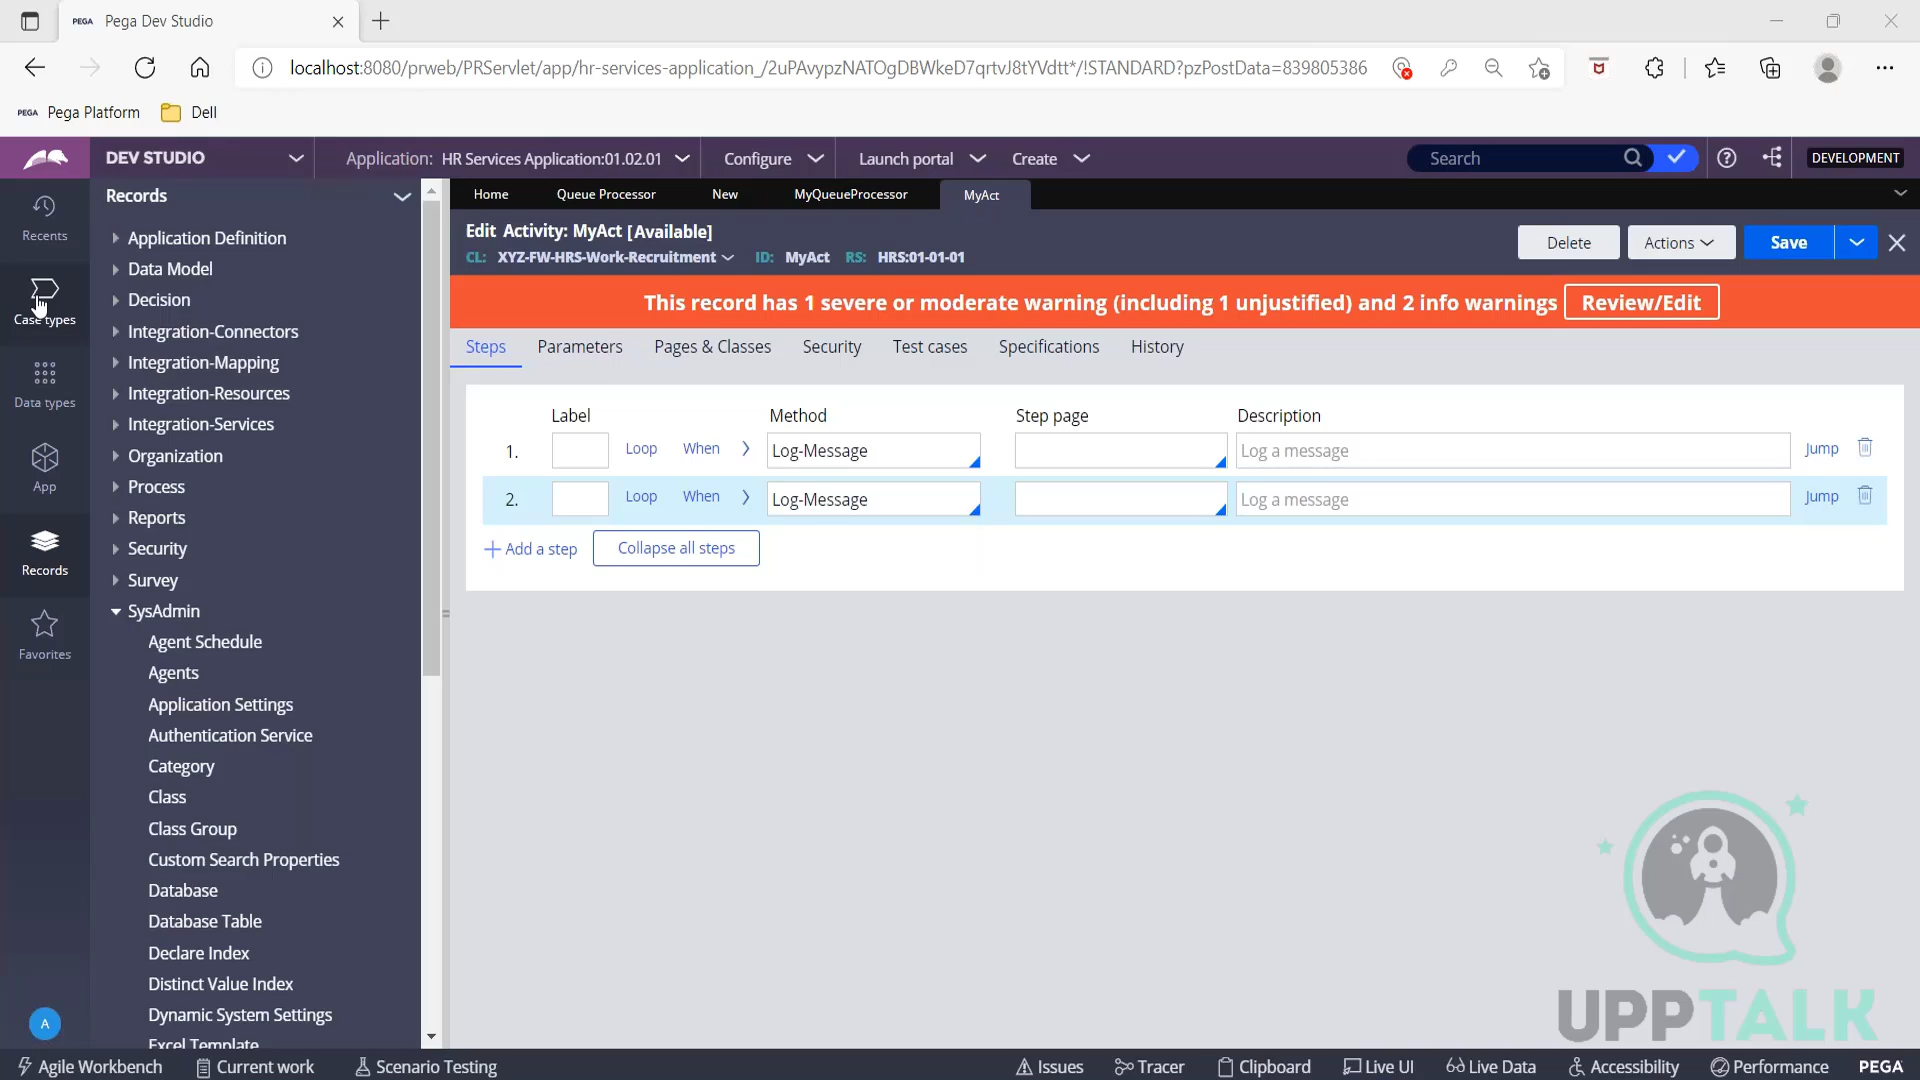 PEGA Pega Dev Studio
localhost:8080/prweb/PRServlet/app/hr-services-application_/2uPAvypzNATOgDBWkeD7qrtvJ8tYVdtt*/!STANDARD?pzPostData=839805386
PEGA Pega Platform Dell
DEV STUDIO Application: HR Services Application:01.02.01 Configure Launch portal Create Search DEVELOPMENT
Recents
Case types
Data types
App
Records
Favorites
A
Records
Application Definition
Data Model
Decision
Integration-Connectors
Integration-Mapping
Integration-Resources
Integration-Services
Organization
Process
Reports
Security
Survey
SysAdmin
Agent Schedule
Agents
Application Settings
Authentication Service
Category
Class
Class Group
Custom Search Properties
Database
Database Table
Declare Index
Distinct Value Index
Dynamic System Settings
Excel Template
Home Queue Processor New MyQueueProcessor MyAct
Edit Activity: MyAct [Available]
CL: XYZ-FW-HRS-Work-Recruitment ID: MyAct RS: HRS:01-01-01
Delete Actions Save
This record has 1 severe or moderate warning (including 1 unjustified) and 2 info warnings Review/Edit
Steps Parameters Pages & Classes Security Test cases Specifications History
Label Method Step page Description
1. Loop When Log-Message Log a message Jump
2. Loop When Log-Message Log a message Jump
Add a step Collapse all steps
UPPTALK
Agile Workbench Current work Scenario Testing Issues Tracer Clipboard Live UI Live Data Accessibility Performance PEGA